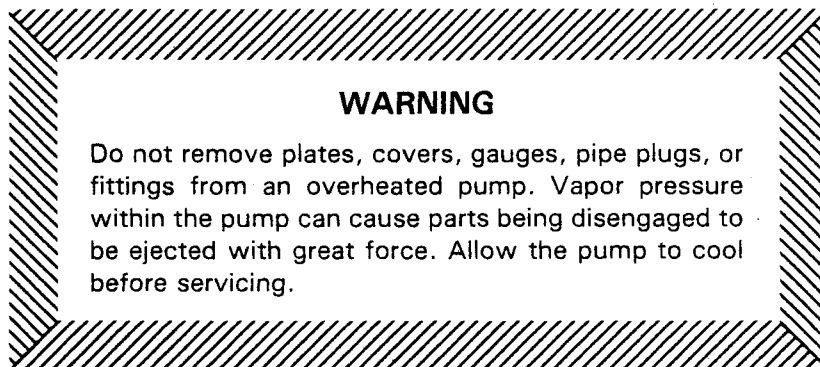 WARNING
Do not remove plates, covers, gauges, pipe plugs, or
fittings from an overheated pump. Vapor pressure
within the pump can cause parts being disengaged to
be ejected with great force. Allow the pump to cool
before servicing.